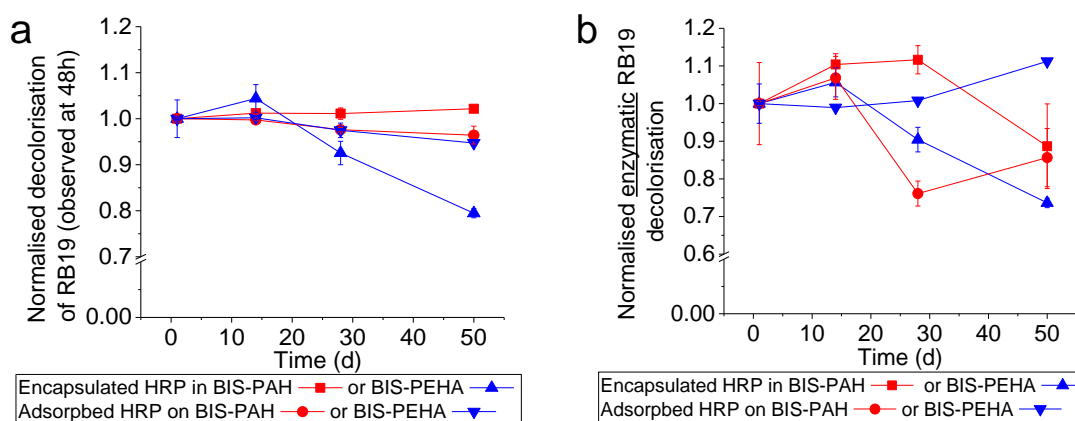 a
1.2
1.1
1.0
0.9
0.8
0.7
0.00
Normalised decolorisation
of RB19 (observed at 48h)
0 10 20 30 40 50
Time (d)
Encapsulated HRP in BIS-PAH or BIS-PEHA
Adsorpbed HRP on BIS-PAH or BIS-PEHA
b
1.2
1.1
1.0
0.9
0.8
0.7
0.6
0.00
Normalised enzymatic RB19
decolorisation
0 10 20 30 40 50
Time (d)
Encapsulated HRP in BIS-PAH or BIS-PEHA
Adsorpbed HRP on BIS-PAH or BIS-PEHA